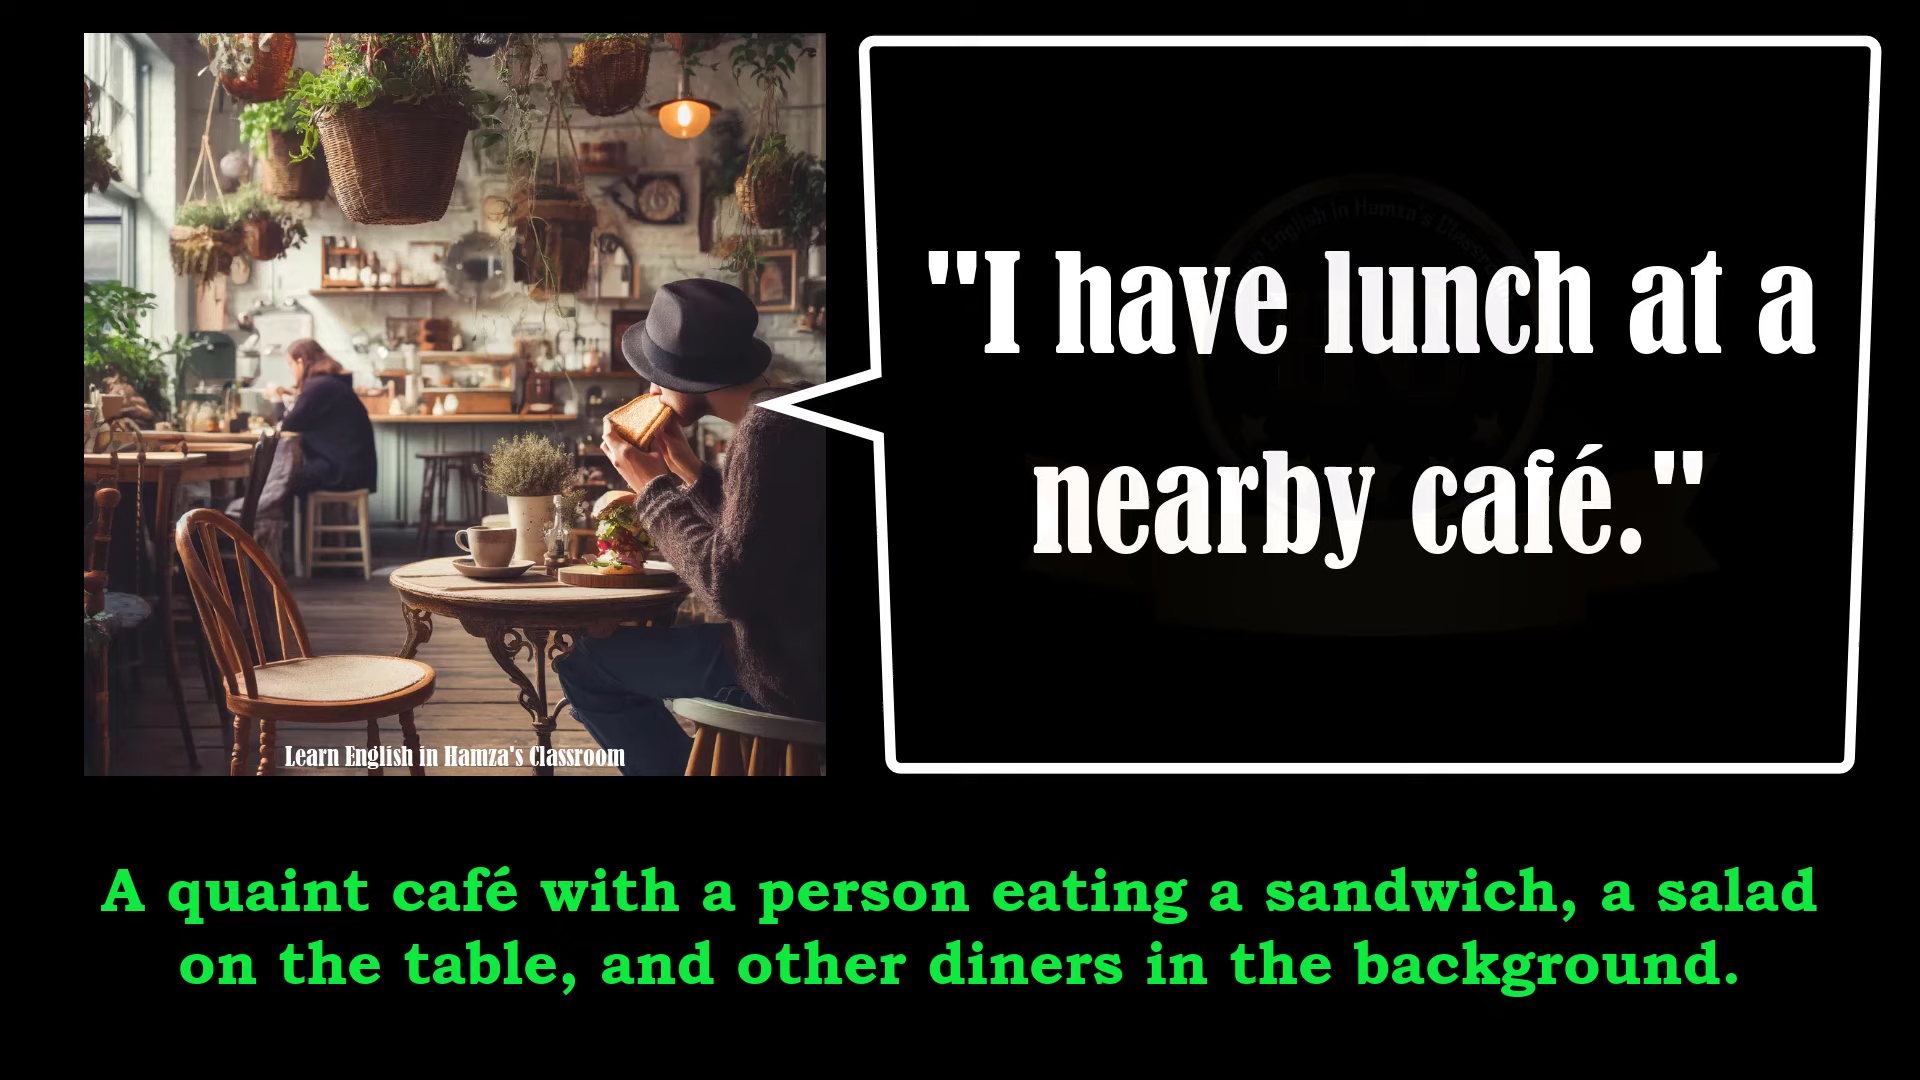 "I have lunch at a
nearby café."
Learn English in Hamza's Classroom
A quaint café with a person eating a sandwich, a salad
on the table, and other diners in the background.